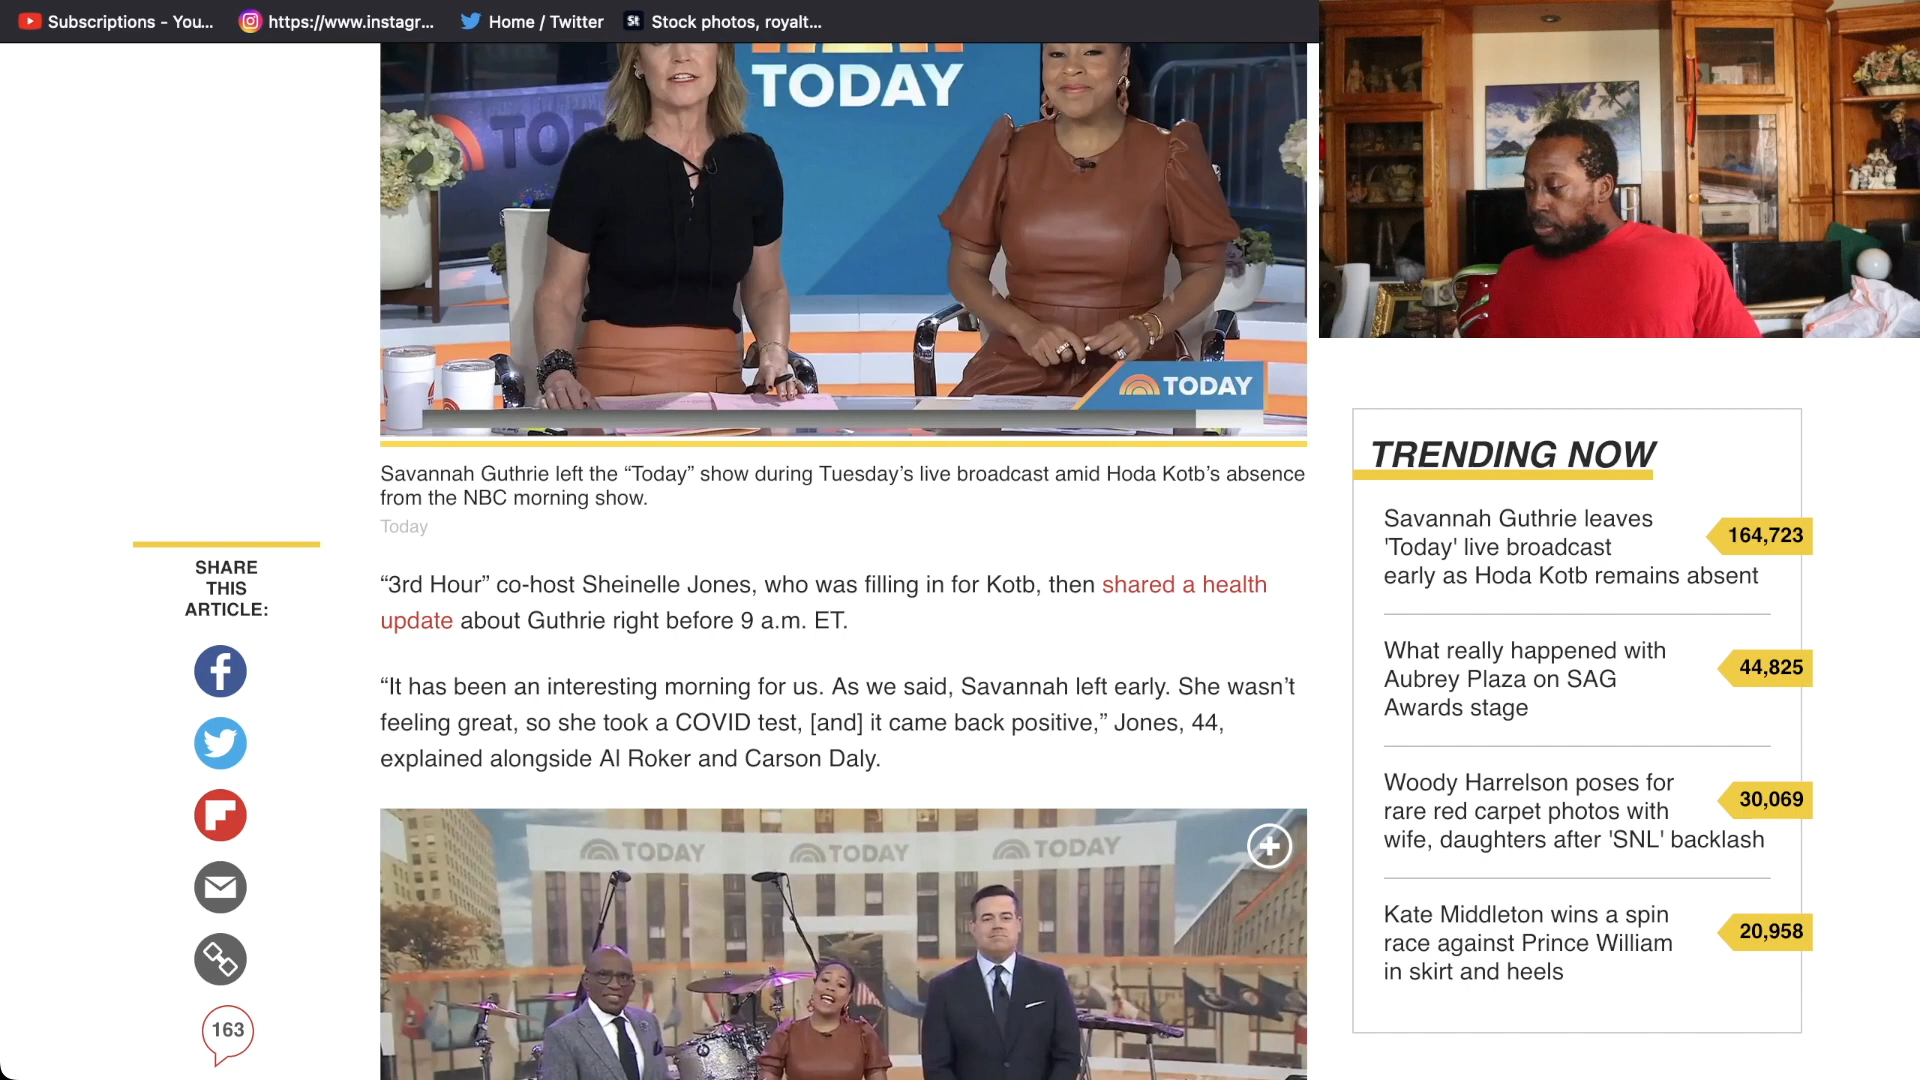 Subscriptions - You...
https://www.instagr...
Home / Twitter
St
Stock photos, royalt...
TODAY
TOD
TODAY
Savannah Guthrie left the “Today” show during Tuesday’s live broadcast amid Hoda Kotb’s absence
from the NBC morning show.
Today
SHARE
THIS
ARTICLE:
163
“3rd Hour” co-host Sheinelle Jones, who was filling in for Kotb, then shared a health
update about Guthrie right before 9 a.m. ET.
“It has been an interesting morning for us. As we said, Savannah left early. She wasn’t
feeling great, so she took a COVID test, [and] it came back positive,” Jones, 44,
explained alongside Al Roker and Carson Daly.
TODAY
TODAY
TODAY
TRENDING NOW
Savannah Guthrie leaves
'Today' live broadcast
early as Hoda Kotb remains absent
164,723
What really happened with
Aubrey Plaza on SAG
Awards stage
44,825
Woody Harrelson poses for
rare red carpet photos with
wife, daughters after 'SNL' backlash
30,069
Kate Middleton wins a spin
race against Prince William
in skirt and heels
20,958